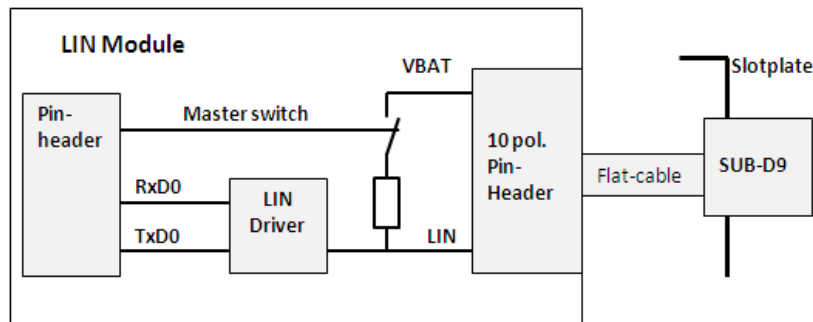 LIN Module
VBAT
Slotplate
Pin-
header
Master switch
10 pol.
Pin-
Header
Flat-cable
SUB-D9
RxD0
LIN
Driver
TxD0
LIN